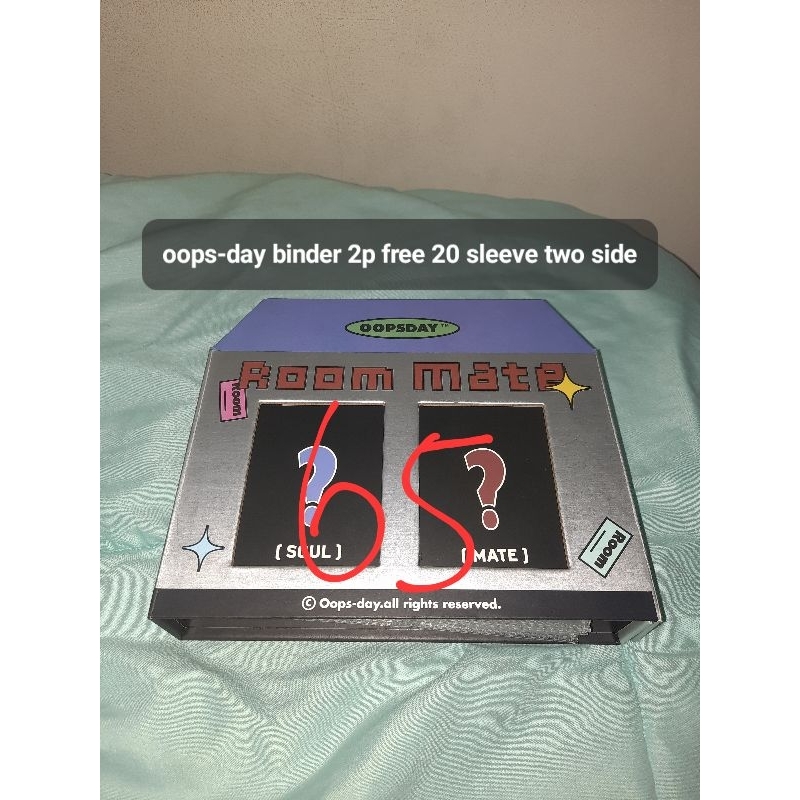 oops-day binder 2p free 20 sleeve two side
OOPSDAY™
Room Mate
Room
65
( SOUL )
( MATE )
Room
© Oops-day.all rights reserved.